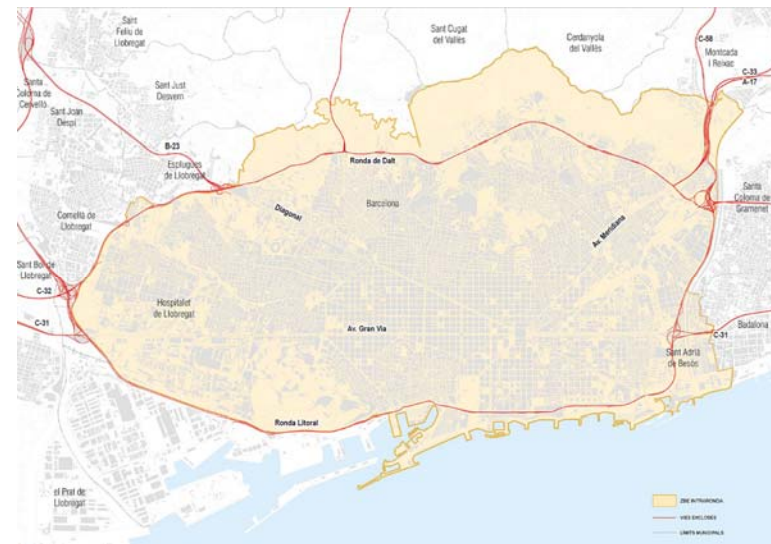 Sant
Feliu de
Llobregat
Sant Cugat
del Vallès
Cerdanyola
del Vallès
C-58
Montcada
i Reixac
C-33
A-17
Santa
Coloma de
Cervelló
Sant Just
Desvern
Sant Joan
Despí
B-23
Esplugues
de Llobregat
Ronda de Dalt
Santa
Coloma de
Gramenet
Cornellà de
Llobregat
Diagonal
Barcelona
Av. Meridiana
Sant Boi de
Llobregat
C-32
Hospitalet
de Llobregat
C-31
Av. Gran Via
C-31
Badalona
Sant Adrià
de Besòs
Ronda Litoral
el Prat de
Llobregat
ZBE INTRARONDA
VIES EXCLOSES
LÍMITS MUNICIPALS